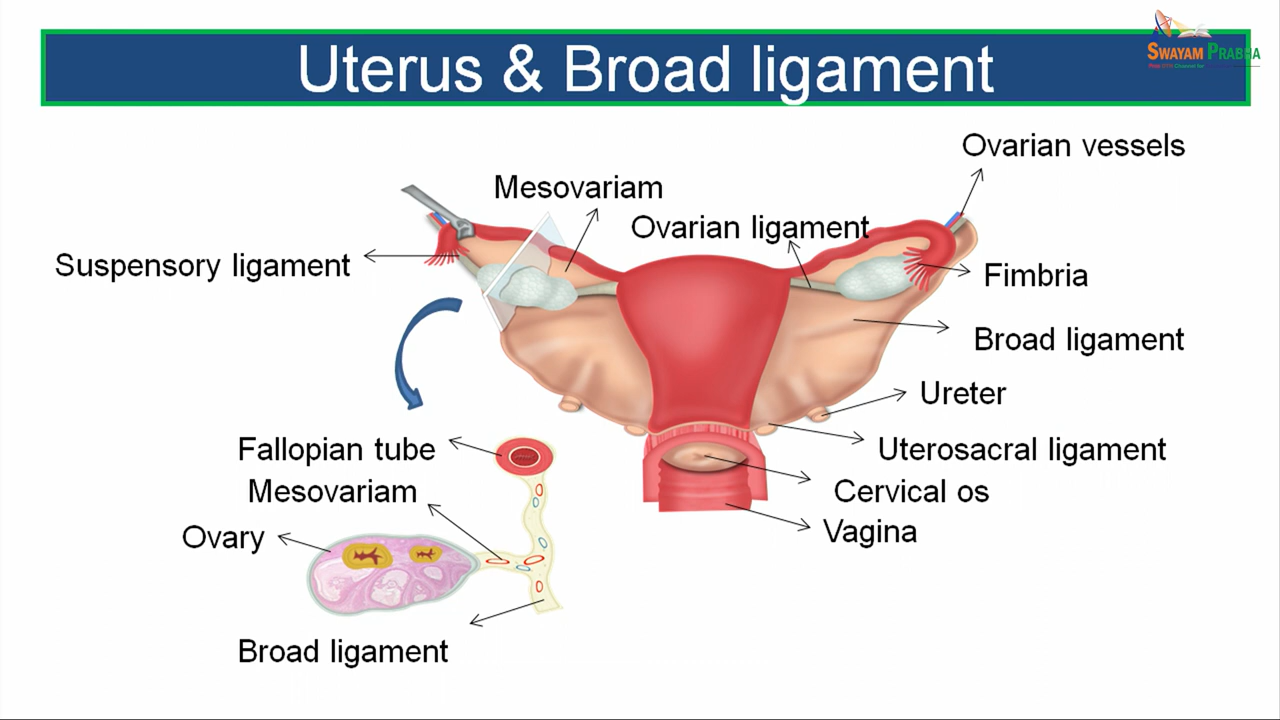 Uterus & Broad ligament
SWAYAM PRABHA
Ovarian vessels
Mesovariam
Ovarian ligament
Suspensory ligament
Fimbria
Broad ligament
Ureter
Fallopian tube
Uterosacral ligament
Mesovariam
Cervical os
Ovary
Vagina
Broad ligament